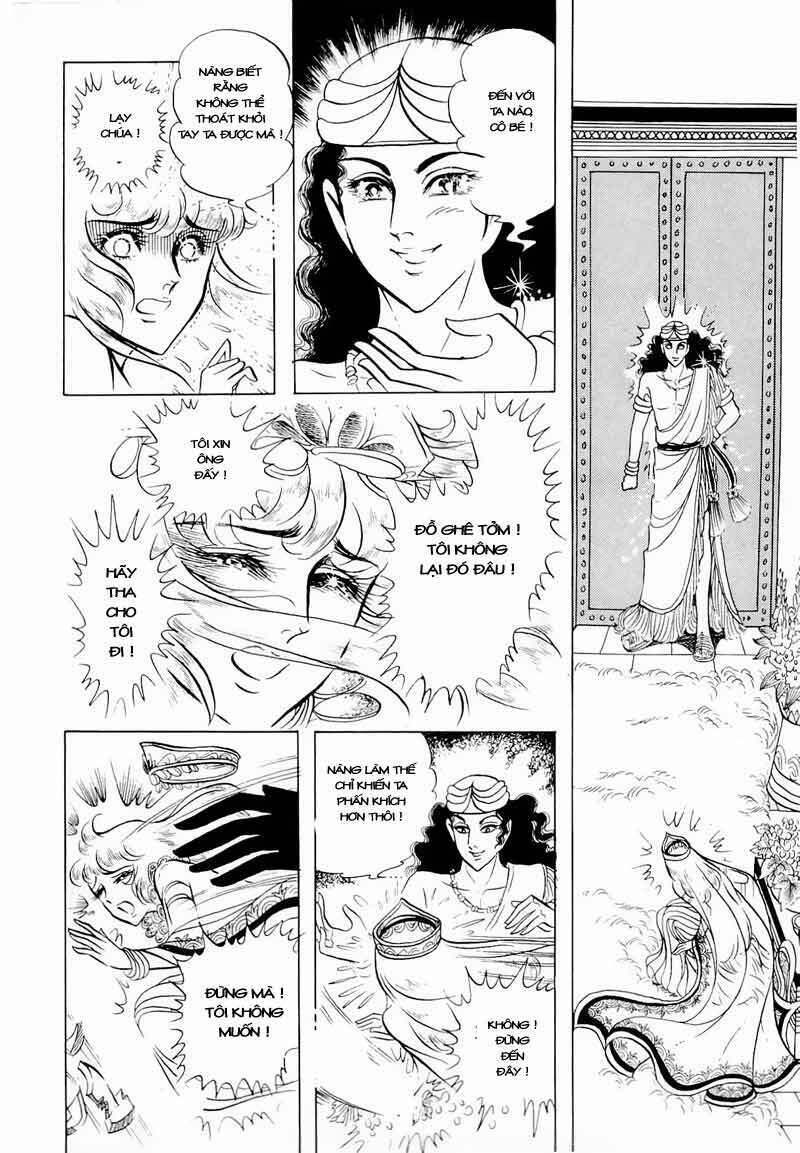 NÀNG BIẾT
RẰNG
KHÔNG THỂ
THOÁT KHỎI
TAY TA ĐƯỢC MÀ !
LẠY
CHÚA !
ĐẾN VỚI
TA NÀO,
CÔ BÉ !
TÔI XIN
ÔNG
ĐẤY !
ĐỒ GHÊ TỞM !
TÔI KHÔNG
LẠI ĐÓ ĐÂU !
HÃY
THA
CHO
TÔI
ĐI !
NÀNG LÀM THẾ
CHỈ KHIẾN TA
PHẤN KHÍCH
HƠN THÔI !
ĐỪNG MÀ !
TÔI KHÔNG
MUỐN !
KHÔNG !
ĐỪNG
ĐẾN
ĐÂY !